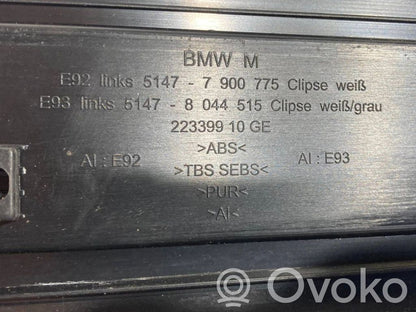 BMW M
E92 links 5147 - 7 900 775 Clipse weiß
E93 links 5147 - 8 044 515 Clipse weiß/grau
223399 10 GE
>ABS<
AI : E92 >TBS SEBS< AI : E93
>PUR<
>AI<
OVOKO